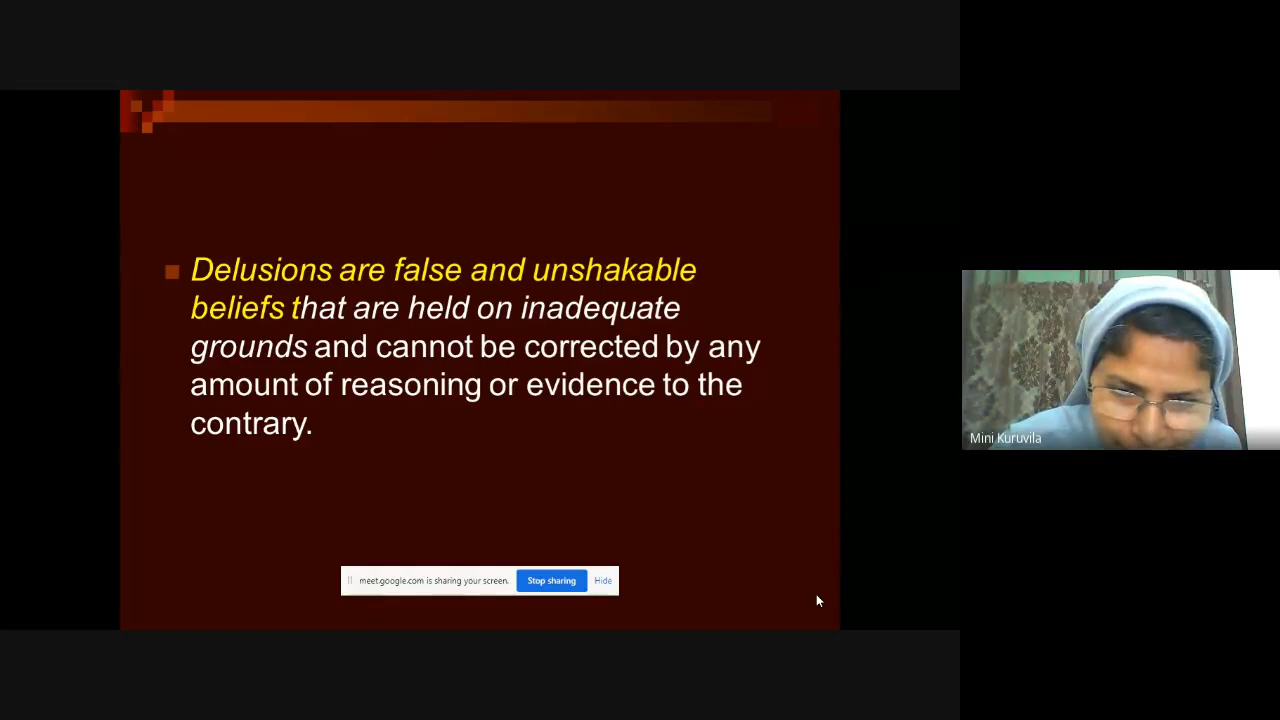 Delusions are false and unshakable
beliefs that are held on inadequate
grounds and cannot be corrected by any
amount of reasoning or evidence to the
contrary.
meet.google.com is sharing your screen.
Stop sharing
Hide
Mini Kuruvila